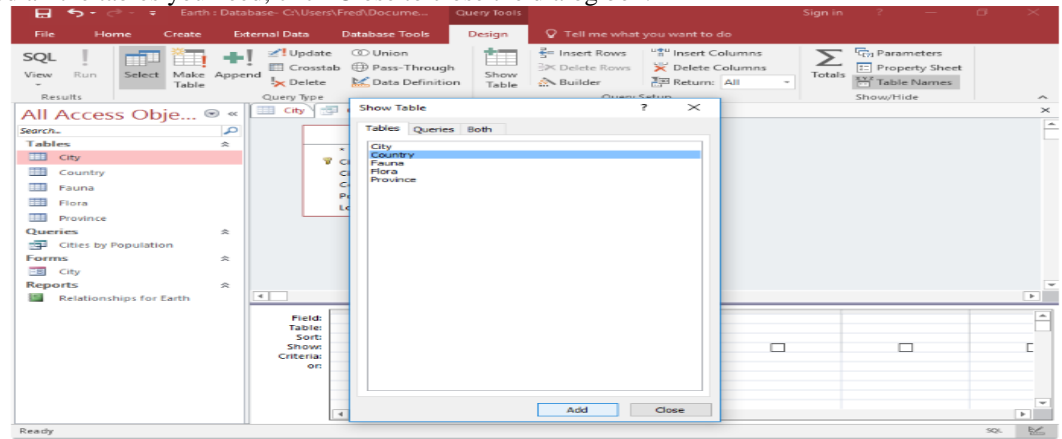 Earth : Database- C:\Users\Fred\Docume... Query Tools Sign in ?
File Home Create External Data Database Tools Design Tell me what you want to do
SQL View
Run
Select
Make Table
Append
Update
Crosstab
Delete
Union
Pass-Through
Data Definition
Show Table
Insert Rows
Delete Rows
Builder
Insert Columns
Delete Columns
Return: All
Totals
Parameters
Property Sheet
Table Names
Results Query Type Query Setup Show/Hide
All Access Obje...
Search..
Tables
City
Country
Fauna
Flora
Province
Queries
Cities by Population
Forms
City
Reports
Relationships for Earth
City
*
Show Table ?
Tables Queries Both
City
Country
Fauna
Flora
Province
Add Close
Field:
Table:
Sort:
Show:
Criteria:
or:
Ready SQL